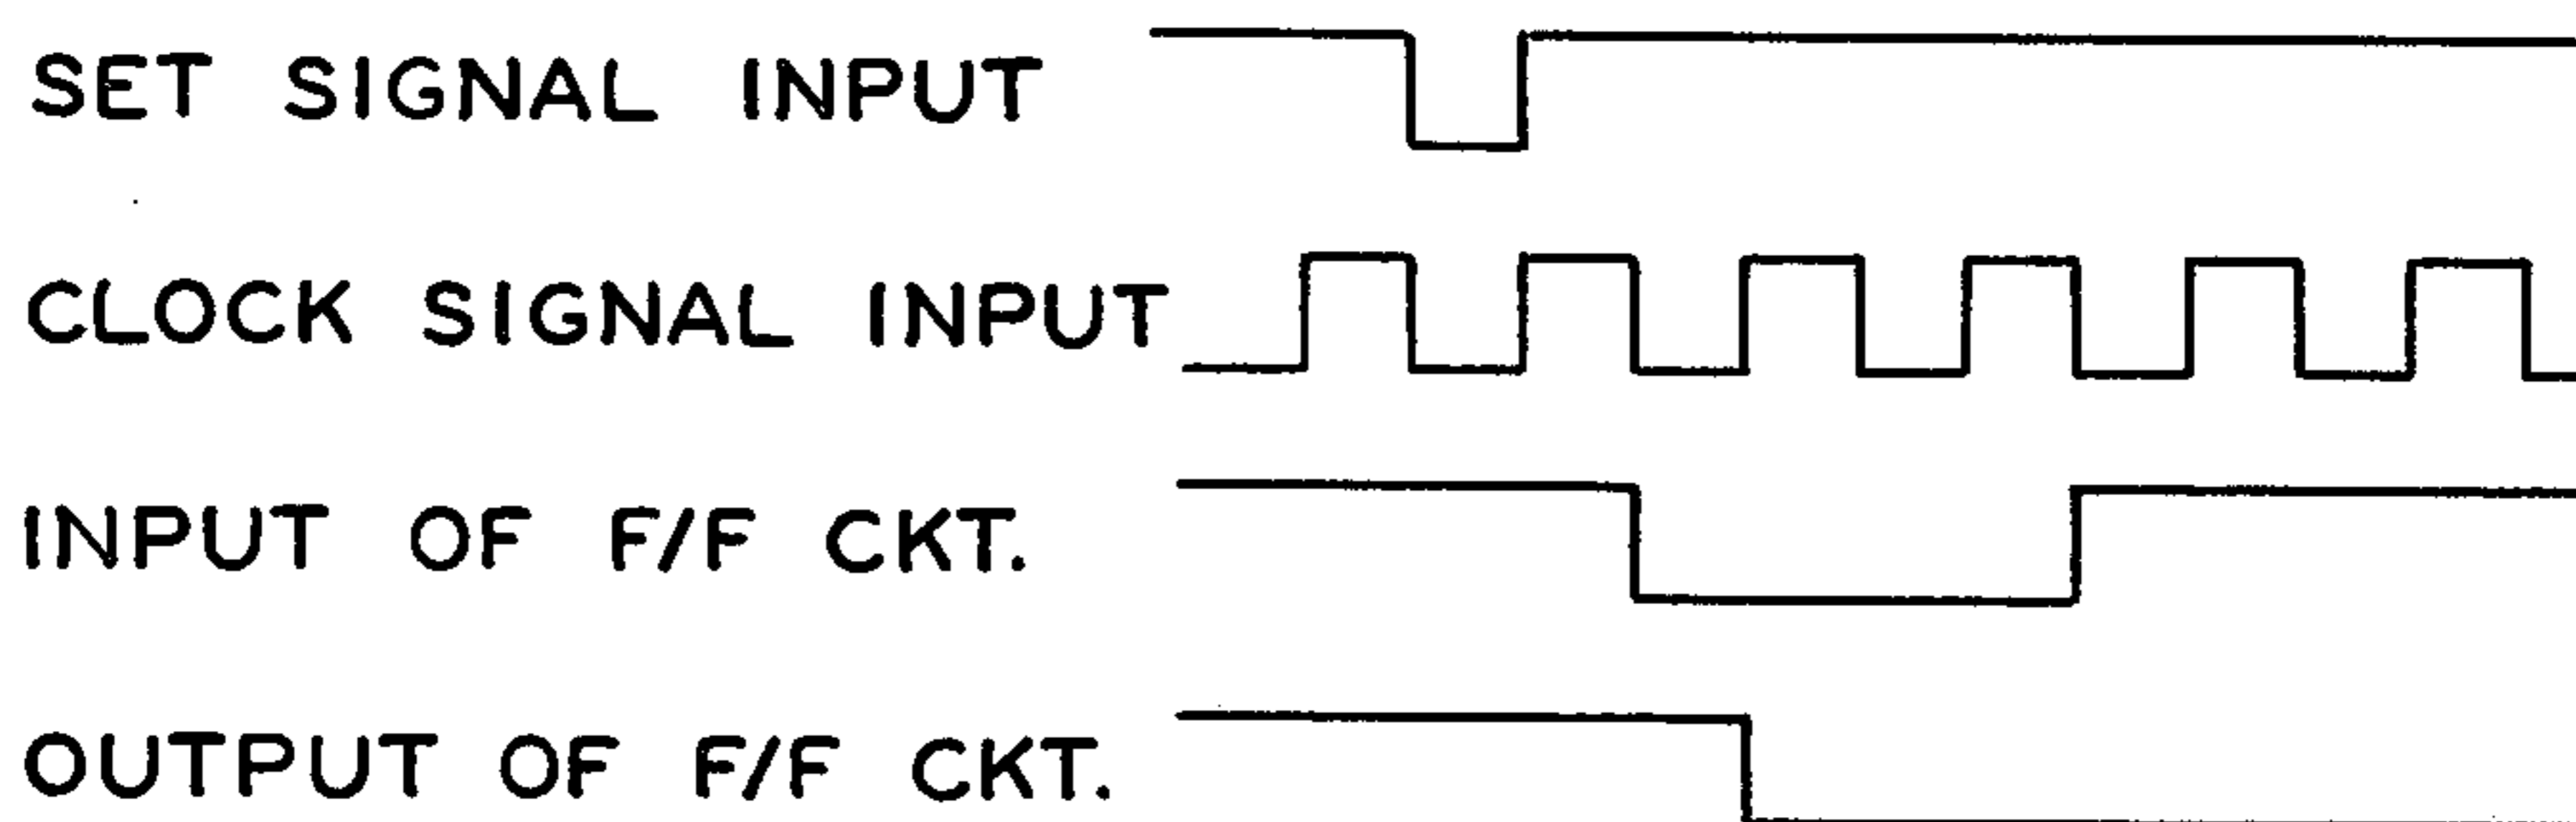 SET SIGNAL INPUT
CLOCK SIGNAL INPUT
INPUT OF F/F CKT.
OUTPUT OF F/F CKT.